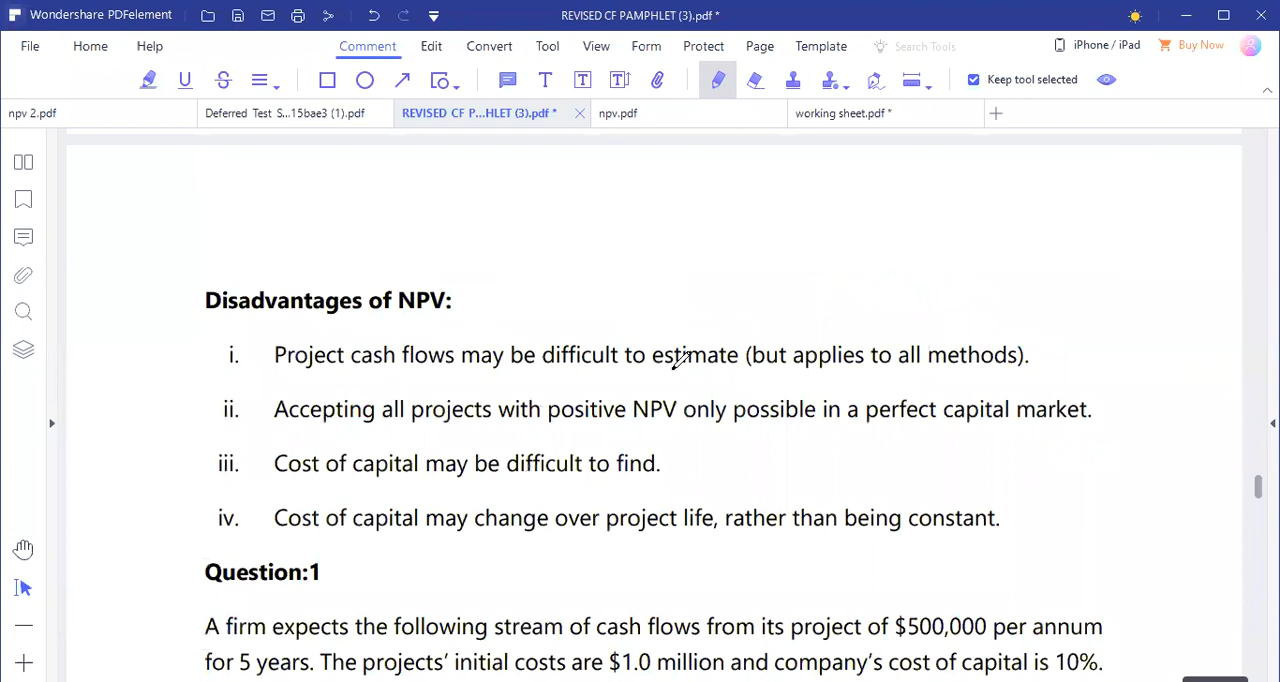 Wondershare PDFelement
REVISED CF PAMPHLET (3).pdf *
File Home Help Comment Edit Convert Tool View Form Protect Page Template Search Tools iPhone / iPad Buy Now
Keep tool selected
npv 2.pdf Deferred Test S...15bae3 (1).pdf REVISED CF P...HLET (3).pdf * npv.pdf working sheet.pdf *
Disadvantages of NPV:
i. Project cash flows may be difficult to estimate (but applies to all methods).
ii. Accepting all projects with positive NPV only possible in a perfect capital market.
iii. Cost of capital may be difficult to find.
iv. Cost of capital may change over project life, rather than being constant.
Question:1
A firm expects the following stream of cash flows from its project of $500,000 per annum
for 5 years. The projects' initial costs are $1.0 million and company's cost of capital is 10%.